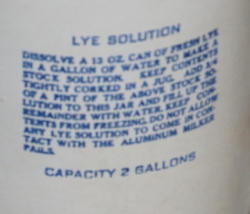 LYE SOLUTION
DISSOLVE A 13 OZ. CAN OF FRESH LYE
IN A GALLON OF WATER TO MAKE A
STOCK SOLUTION. KEEP CONTENTS
TIGHTLY CORKED IN A JUG. ADD 3/4
OF A PINT OF THE ABOVE STOCK SO-
LUTION TO THIS JAR AND FILL UP THE
REMAINDER WITH WATER. KEEP CON-
TENTS FROM FREEZING. DO NOT ALLOW
ANY LYE SOLUTION TO COME IN CON-
TACT WITH THE ALUMINUM MILKER
PAILS.
CAPACITY 2 GALLONS